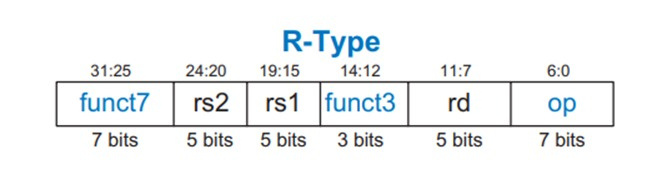 R-Type
31:25 24:20 19:15 14:12 11:7 6:0
funct7 rs2 rs1 funct3 rd op
7 bits 5 bits 5 bits 3 bits 5 bits 7 bits